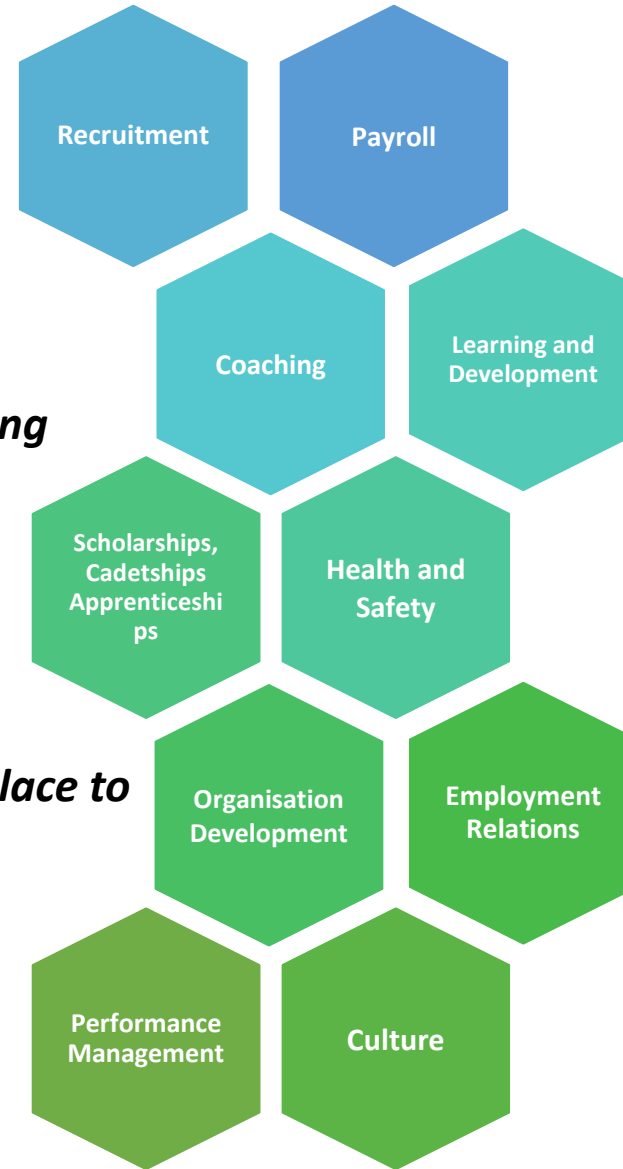 Recruitment
Payroll
Coaching
Learning and
Development
ng
Scholarships,
Cadetships
Apprenticeshi
ps
Health and
Safety
lace to
Organisation
Development
Employment
Relations
Performance
Management
Culture